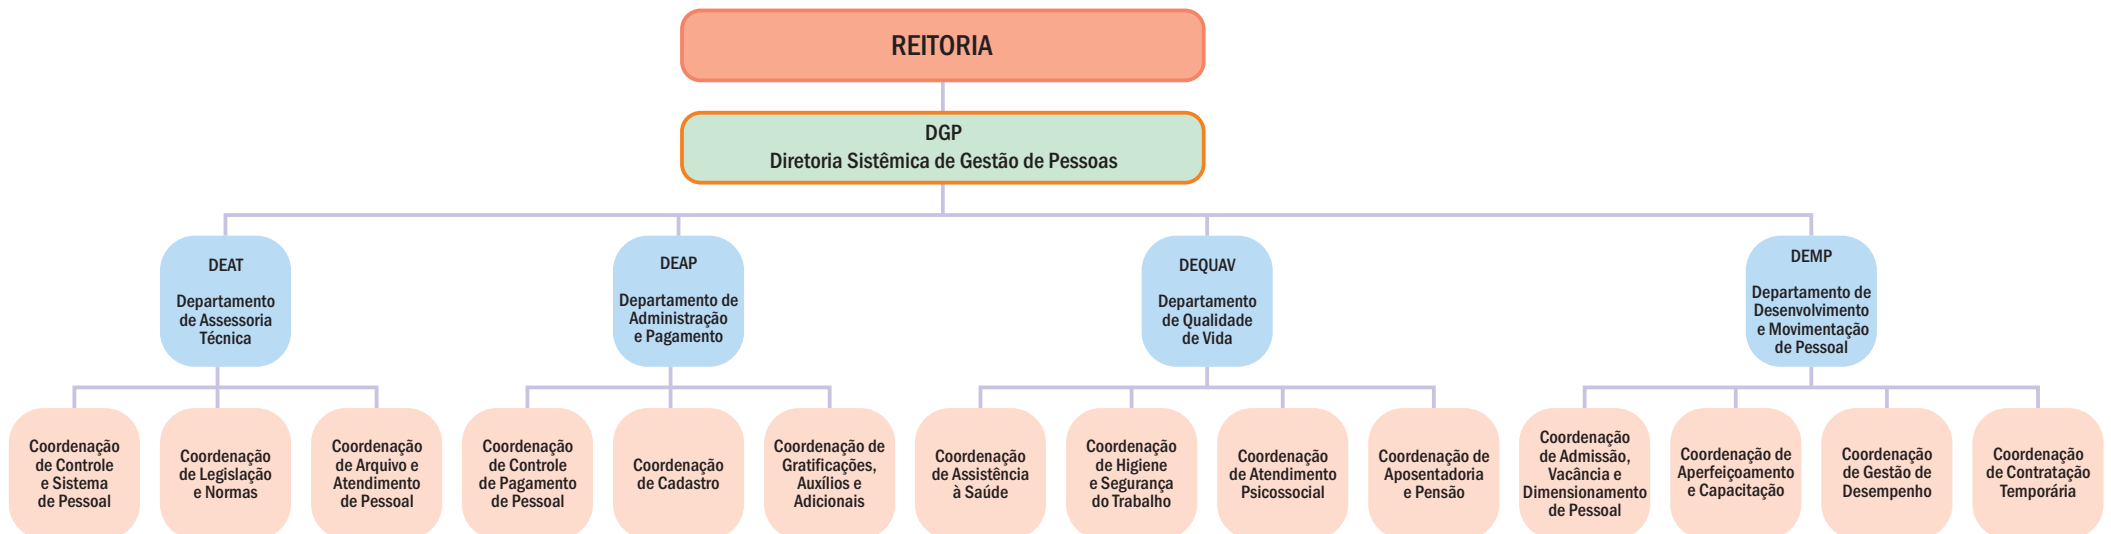 REITORIA
DGP
Diretoria Sistêmica de Gestão de Pessoas
DEAT
Departamento
de Assessoria
Técnica
DEAP
Departamento de
Administração
e Pagamento
DEQUAV
Departamento
de Qualidade
de Vida
DEMP
Departamento de
Desenvolvimento
e Movimentação
de Pessoal
Coordenação
de Controle
e Sistema
de Pessoal
Coordenação
de Legislação
e Normas
Coordenação
de Arquivo e
Atendimento
de Pessoal
Coordenação
de Controle
de Pagamento
de Pessoal
Coordenação
de Cadastro
Coordenação de
Gratificações,
Auxílios e
Adicionais
Coordenação
de Assistência
à Saúde
Coordenação
de Higiene
e Segurança
do Trabalho
Coordenação
de Atendimento
Psicossocial
Coordenação de
Aposentadoria
e Pensão
Coordenação
de Admissão,
Vacância e
Dimensionamento
de Pessoal
Coordenação de
Aperfeiçoamento
e Capacitação
Coordenação
de Gestão de
Desempenho
Coordenação
de Contratação
Temporária